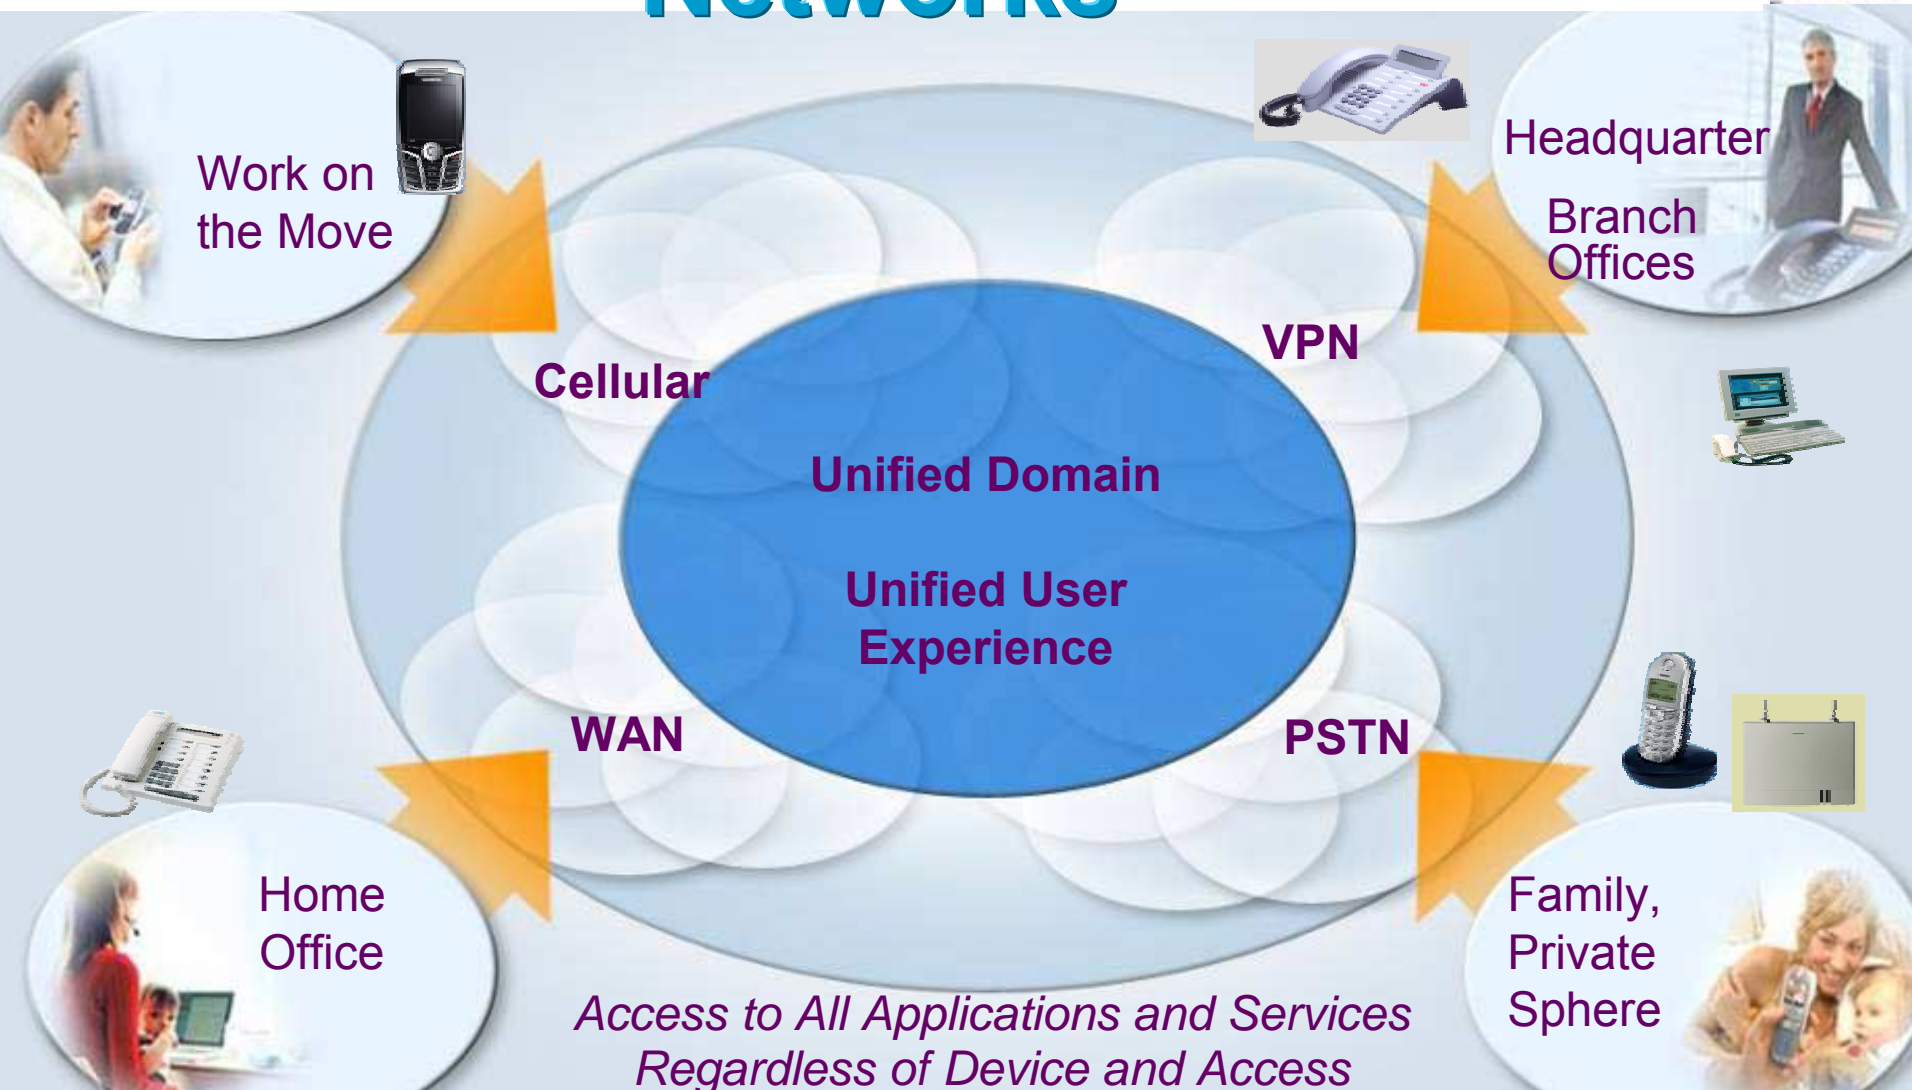 Networks
Work on
the Move
Headquarter
Branch
Offices
Cellular
VPN
Unified Domain
Unified User
Experience
WAN
PSTN
Home
Office
Family,
Private
Sphere
Access to All Applications and Services
Regardless of Device and Access